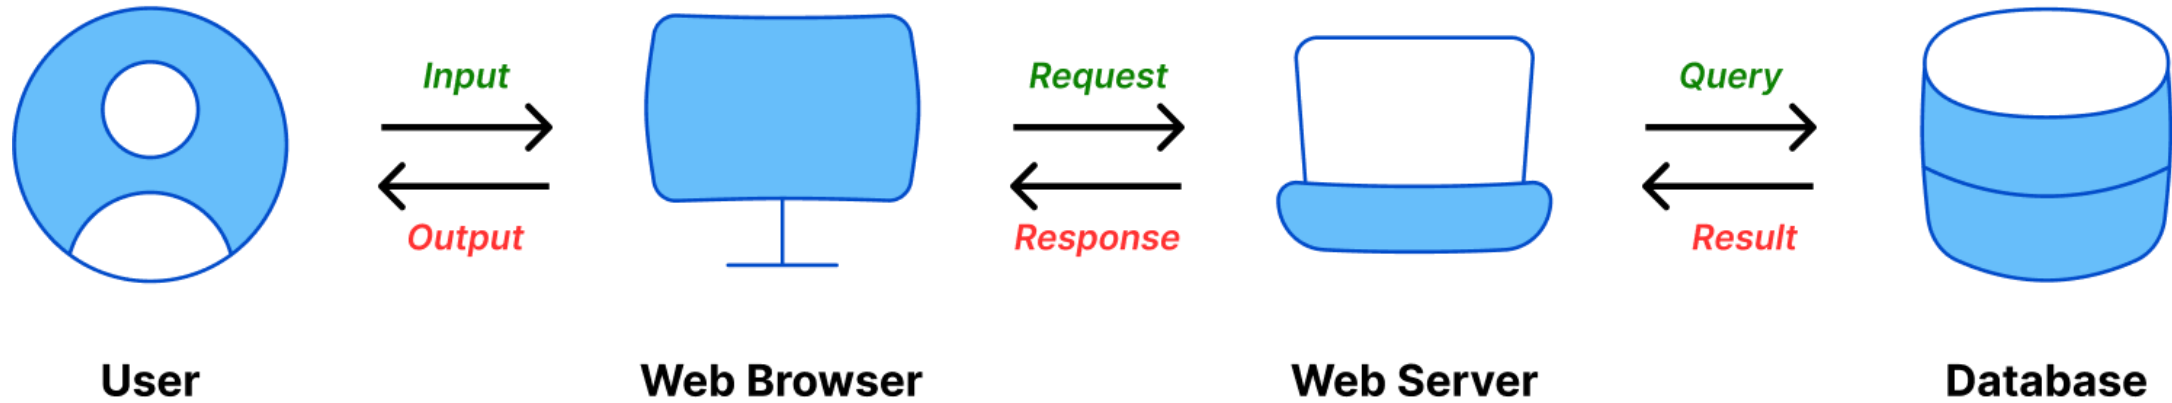 Input
Request
Query
Output
Response
Result
User
Web Browser
Web Server
Database